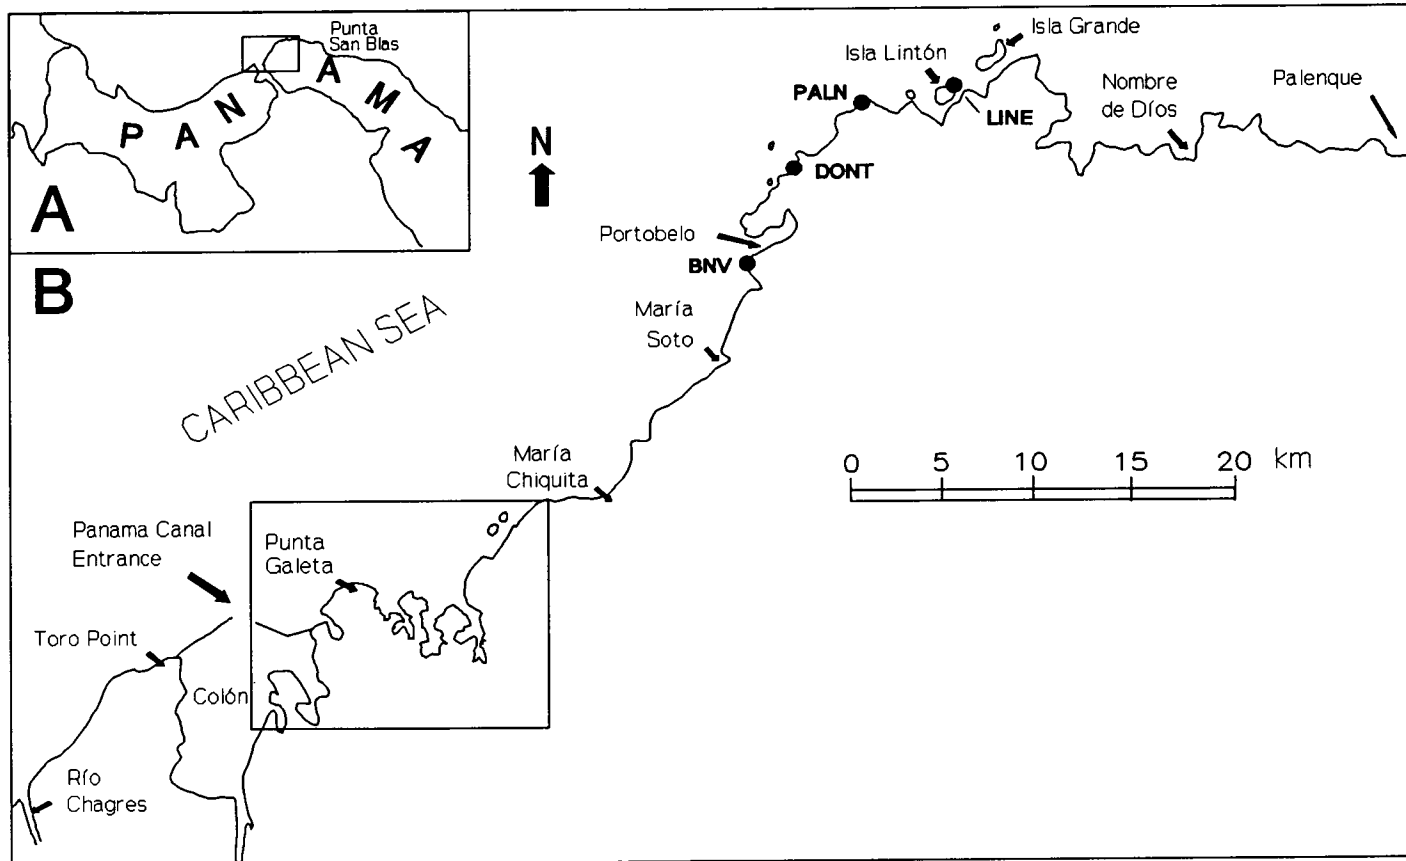 Punta
San Blas
P A N A M A
A
N
B
Isla Grande
Isla Lintón
Nombre
de Díos
Palenque
PALN
LINE
DONT
Portobelo
BNV
María
Soto
CARIBBEAN SEA
María
Chiquita
0 5 10 15 20 km
Panama Canal
Entrance
Punta
Galeta
Toro Point
Colón
Río
Chagres